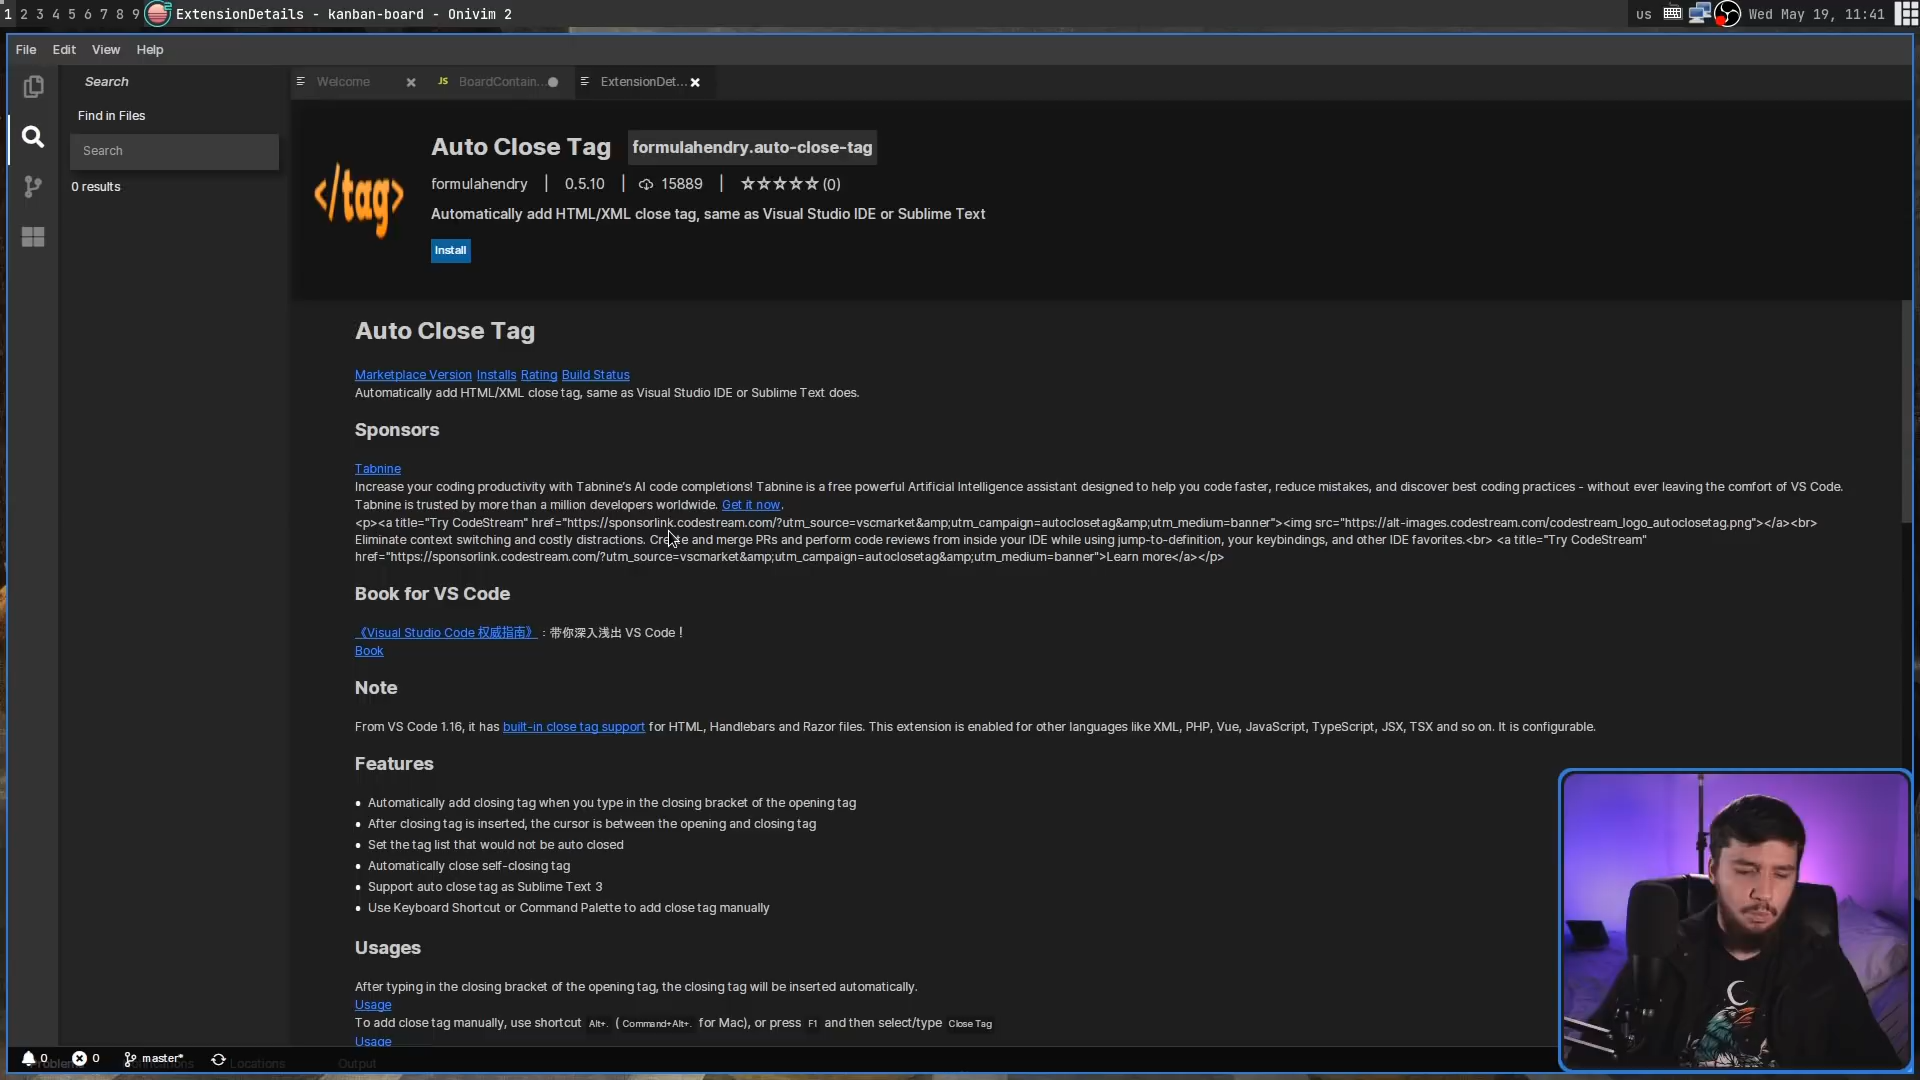 1 2 3 4 5 6 7 8 9 ExtensionDetails - kanban-board - Onivim 2
us Wed May 19, 11:41
File Edit View Help
Search
Welcome
JS BoardContain...
ExtensionDet...
Find in Files
Search
0 results
</tag>
Auto Close Tag formulahendry.auto-close-tag
formulahendry | 0.5.10 | 15889 | ☆☆☆☆☆ (0)
Automatically add HTML/XML close tag, same as Visual Studio IDE or Sublime Text
Install
Auto Close Tag
Marketplace Version Installs Rating Build Status
Automatically add HTML/XML close tag, same as Visual Studio IDE or Sublime Text does.
Sponsors
Tabnine
Increase your coding productivity with Tabnine's AI code completions! Tabnine is a free powerful Artificial Intelligence assistant designed to help you code faster, reduce mistakes, and discover best coding practices - without ever leaving the comfort of VS Code.
Tabnine is trusted by more than a million developers worldwide. Get it now.
<p><a title="Try CodeStream" href="https://sponsorlink.codestream.com/?utm_source=vscmarket&amp;utm_campaign=autoclosetag&amp;utm_medium=banner"><img src="https://alt-images.codestream.com/codestream_logo_autoclosetag.png"></a><br>
Eliminate context switching and costly distractions. Create and merge PRs and perform code reviews from inside your IDE while using jump-to-definition, your keybindings, and other IDE favorites.<br> <a title="Try CodeStream"
href="https://sponsorlink.codestream.com/?utm_source=vscmarket&amp;utm_campaign=autoclosetag&amp;utm_medium=banner">Learn more</a></p>
Book for VS Code
《Visual Studio Code 权威指南》：带你深入浅出 VS Code！
Book
Note
From VS Code 1.16, it has built-in close tag support for HTML, Handlebars and Razor files. This extension is enabled for other languages like XML, PHP, Vue, JavaScript, TypeScript, JSX, TSX and so on. It is configurable.
Features
• Automatically add closing tag when you type in the closing bracket of the opening tag
• After closing tag is inserted, the cursor is between the opening and closing tag
• Set the tag list that would not be auto closed
• Automatically close self-closing tag
• Support auto close tag as Sublime Text 3
• Use Keyboard Shortcut or Command Palette to add close tag manually
Usages
After typing in the closing bracket of the opening tag, the closing tag will be inserted automatically.
Usage
To add close tag manually, use shortcut Alt+. (Command+Alt+. for Mac), or press F1 and then select/type Close Tag
Usage
0 0 master*
Locations Output